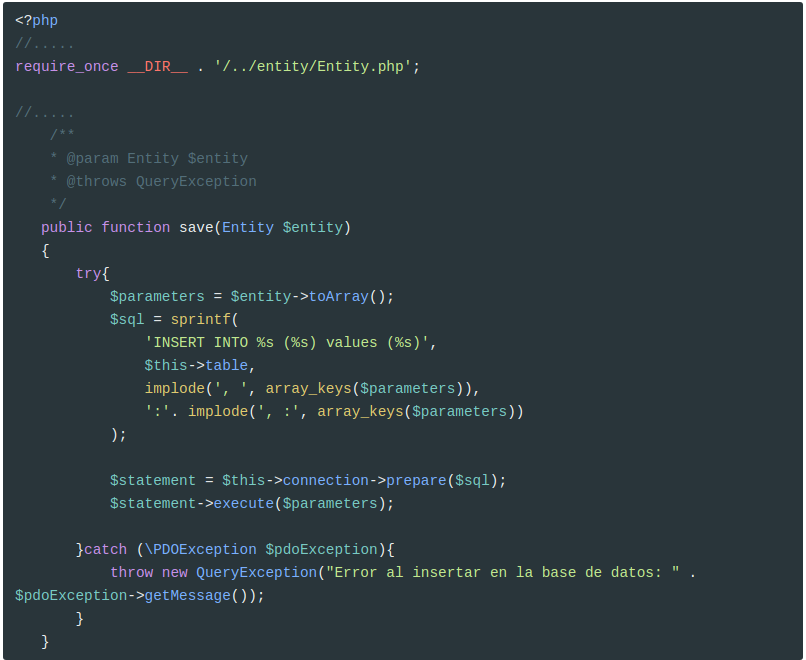 <?php
//.....
require_once __DIR__ . '/../entity/Entity.php';
//.....
/**
* @param Entity $entity
* @throws QueryException
*/
public function save(Entity $entity)
{
try{
$parameters = $entity->toArray();
$sql = sprintf(
'INSERT INTO %s (%s) values (%s)',
$this->table,
implode(', ', array_keys($parameters)),
':'. implode(', :', array_keys($parameters))
);
$statement = $this->connection->prepare($sql);
$statement->execute($parameters);
}catch (\PDOException $pdoException){
throw new QueryException("Error al insertar en la base de datos: " .
$pdoException->getMessage());
}
}